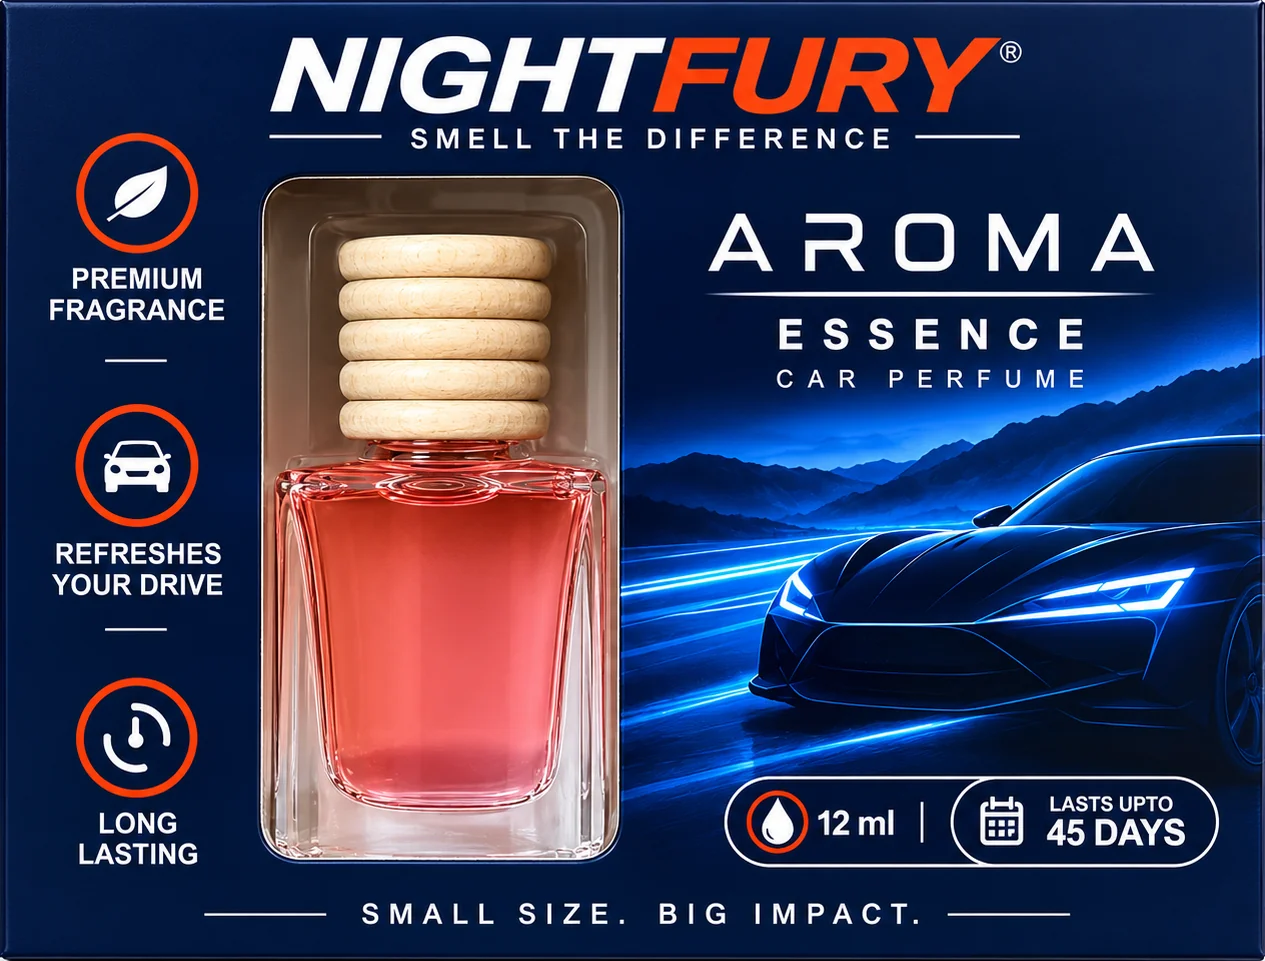 NIGHTFURY®
SMELL THE DIFFERENCE
PREMIUM
FRAGRANCE
REFRESHES
YOUR DRIVE
LONG
LASTING
AROMA
ESSENCE
CAR PERFUME
12 ml
LASTS UPTO
45 DAYS
SMALL SIZE. BIG IMPACT.